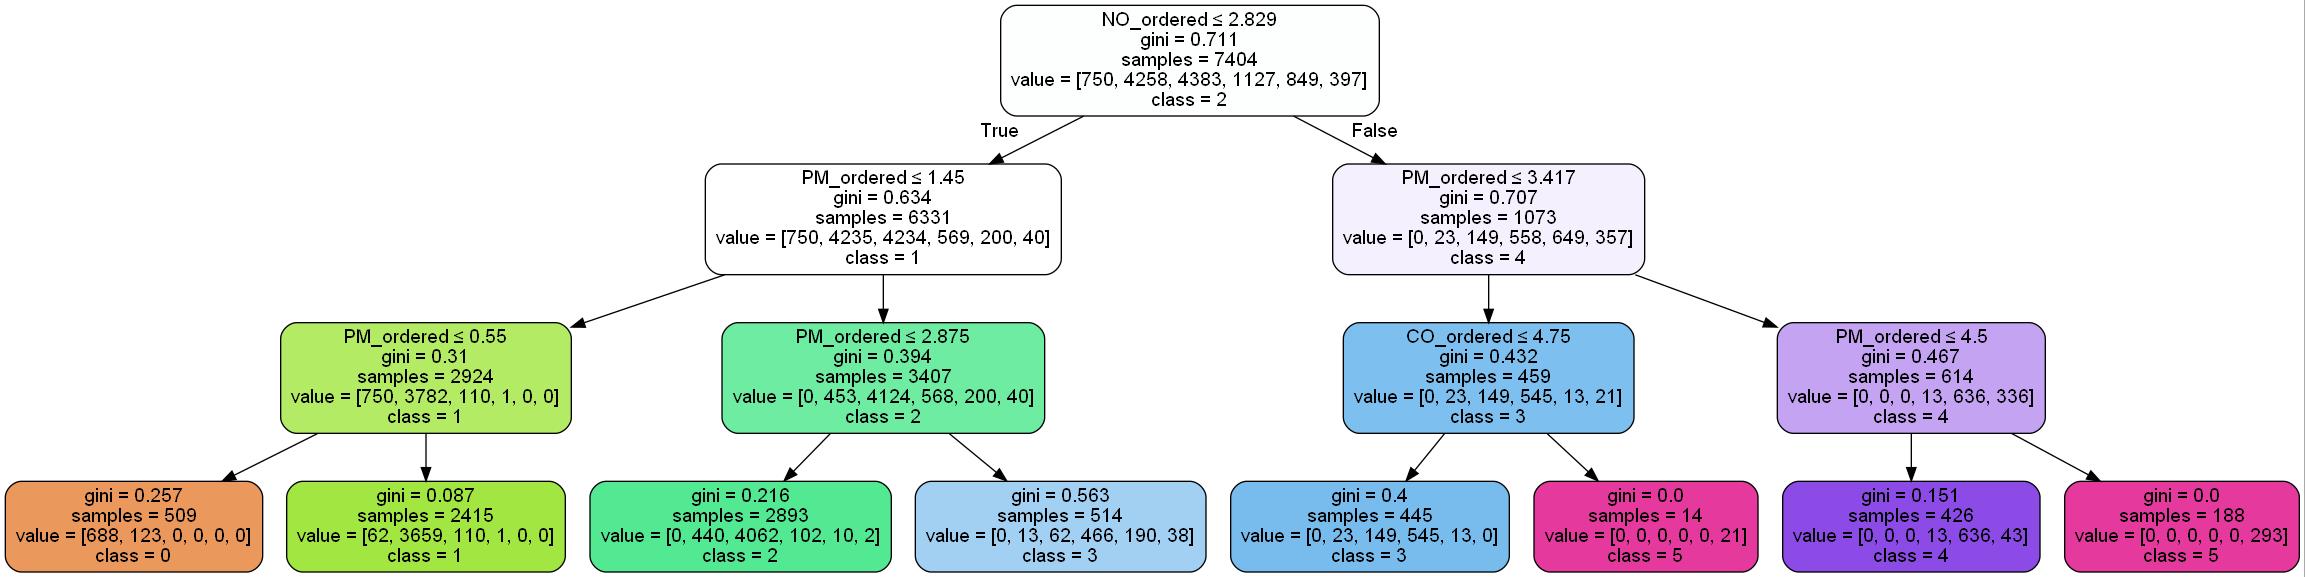 NO_ordered ≤ 2.829
gini = 0.711
samples = 7404
value = [750, 4258, 4383, 1127, 849, 397]
class = 2
True
False
PM_ordered ≤ 1.45
gini = 0.634
samples = 6331
value = [750, 4235, 4234, 569, 200, 40]
class = 1
PM_ordered ≤ 3.417
gini = 0.707
samples = 1073
value = [0, 23, 149, 558, 649, 357]
class = 4
PM_ordered ≤ 0.55
gini = 0.31
samples = 2924
value = [750, 3782, 110, 1, 0, 0]
class = 1
PM_ordered ≤ 2.875
gini = 0.394
samples = 3407
value = [0, 453, 4124, 568, 200, 40]
class = 2
CO_ordered ≤ 4.75
gini = 0.432
samples = 459
value = [0, 23, 149, 545, 13, 21]
class = 3
PM_ordered ≤ 4.5
gini = 0.467
samples = 614
value = [0, 0, 0, 13, 636, 336]
class = 4
gini = 0.257
samples = 509
value = [688, 123, 0, 0, 0, 0]
class = 0
gini = 0.087
samples = 2415
value = [62, 3659, 110, 1, 0, 0]
class = 1
gini = 0.216
samples = 2893
value = [0, 440, 4062, 102, 10, 2]
class = 2
gini = 0.563
samples = 514
value = [0, 13, 62, 466, 190, 38]
class = 3
gini = 0.4
samples = 445
value = [0, 23, 149, 545, 13, 0]
class = 3
gini = 0.0
samples = 14
value = [0, 0, 0, 0, 0, 21]
class = 5
gini = 0.151
samples = 426
value = [0, 0, 0, 13, 636, 43]
class = 4
gini = 0.0
samples = 188
value = [0, 0, 0, 0, 0, 293]
class = 5